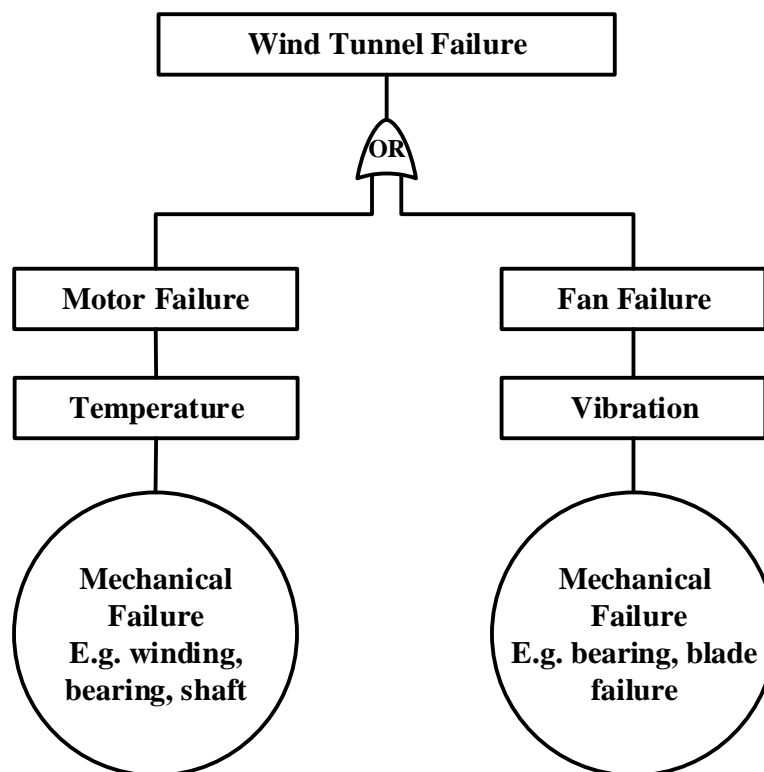 Wind Tunnel Failure
OR
Motor Failure
Fan Failure
Temperature
Vibration
Mechanical
Failure
E.g. winding,
bearing, shaft
Mechanical
Failure
E.g. bearing, blade
failure